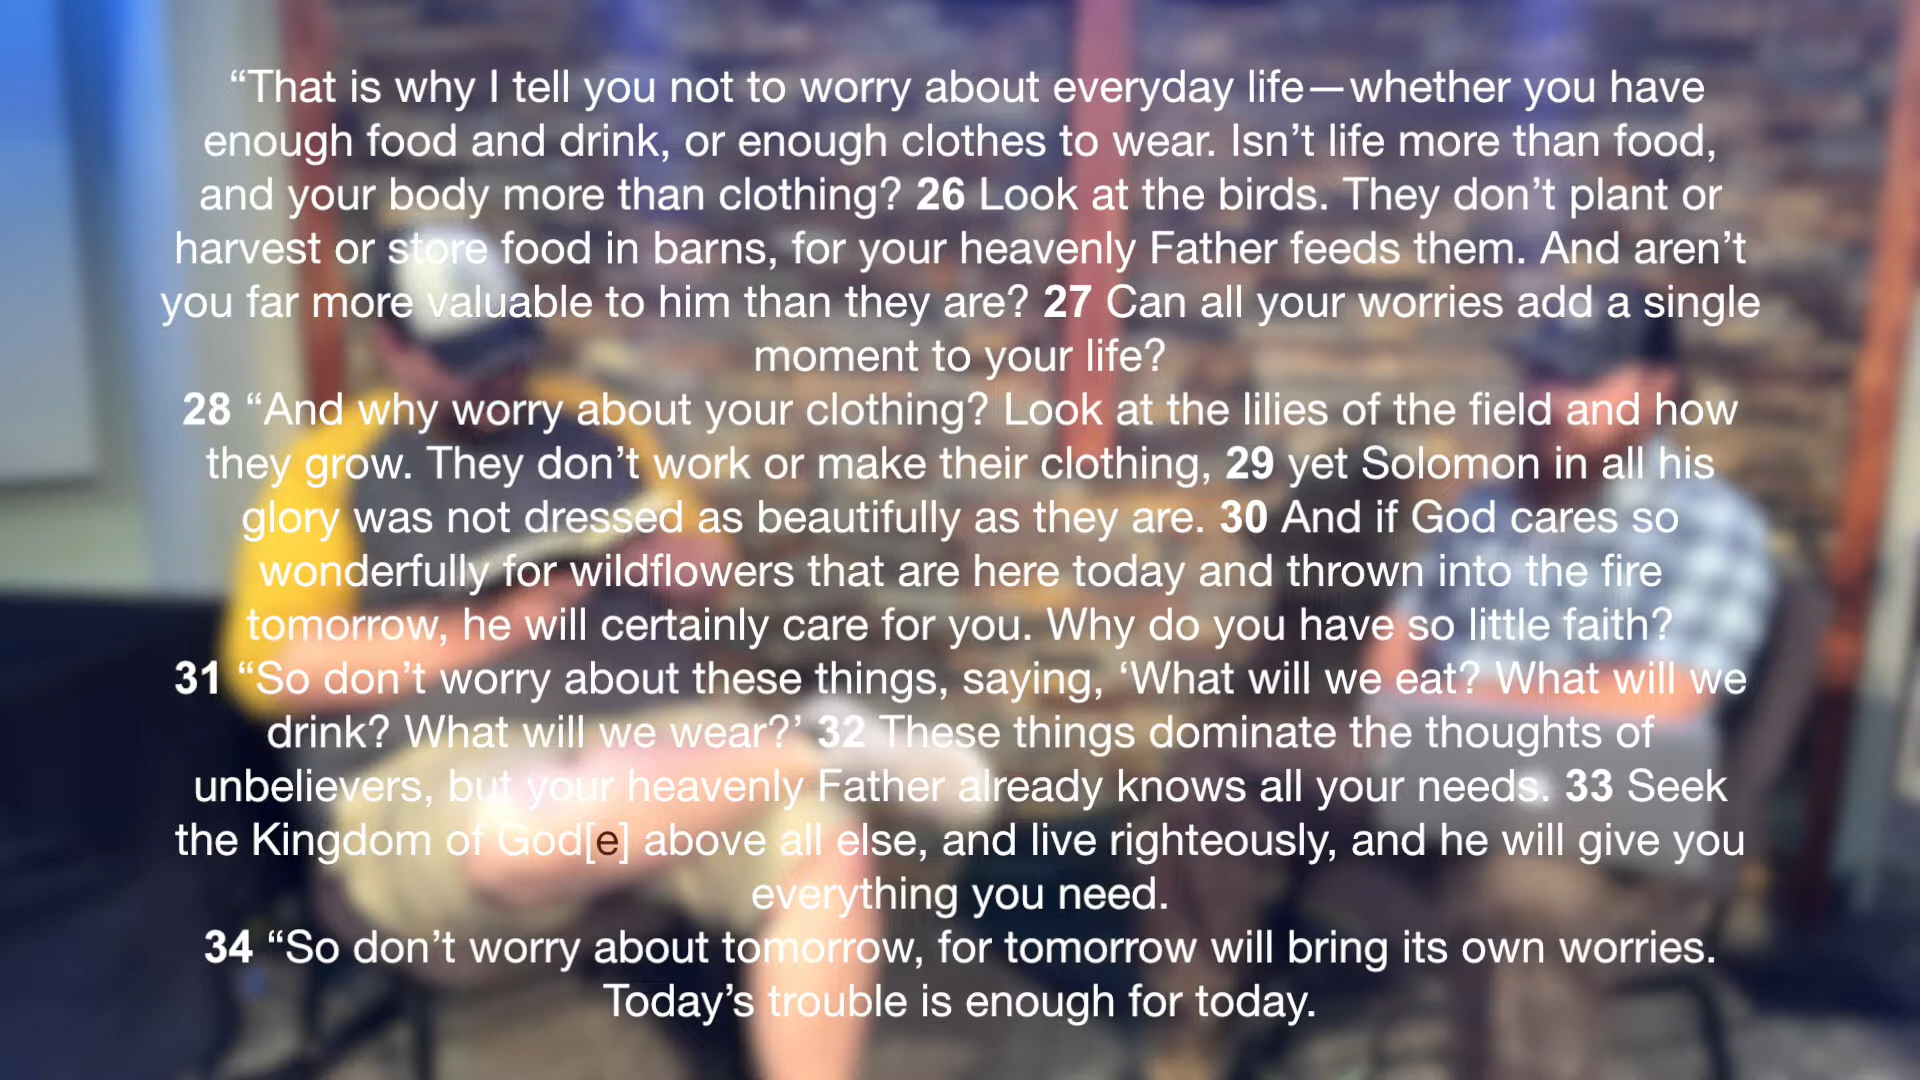 “That is why I tell you not to worry about everyday life—whether you have
enough food and drink, or enough clothes to wear. Isn’t life more than food,
and your body more than clothing? 26 Look at the birds. They don’t plant or
harvest or store food in barns, for your heavenly Father feeds them. And aren’t
you far more valuable to him than they are? 27 Can all your worries add a single
moment to your life?
28 “And why worry about your clothing? Look at the lilies of the field and how
they grow. They don’t work or make their clothing, 29 yet Solomon in all his
glory was not dressed as beautifully as they are. 30 And if God cares so
wonderfully for wildflowers that are here today and thrown into the fire
tomorrow, he will certainly care for you. Why do you have so little faith?
31 “So don’t worry about these things, saying, ‘What will we eat? What will we
drink? What will we wear?’ 32 These things dominate the thoughts of
unbelievers, but your heavenly Father already knows all your needs. 33 Seek
the Kingdom of God[e] above all else, and live righteously, and he will give you
everything you need.
34 “So don’t worry about tomorrow, for tomorrow will bring its own worries.
Today’s trouble is enough for today.